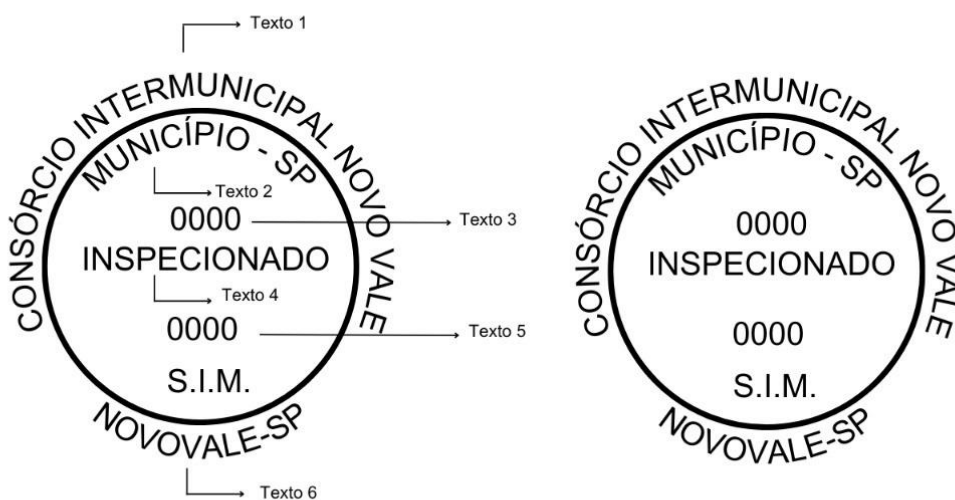 Texto 1
CONSÓRCIO INTERMUNICIPAL NOVO VALE
MUNICÍPIO - SP
Texto 2
0000
Texto 3
INSPECIONADO
Texto 4
0000
Texto 5
S.I.M.
NOVOVALE-SP
Texto 6
CONSÓRCIO INTERMUNICIPAL NOVO VALE
MUNICÍPIO - SP
0000
INSPECIONADO
0000
S.I.M.
NOVOVALE-SP